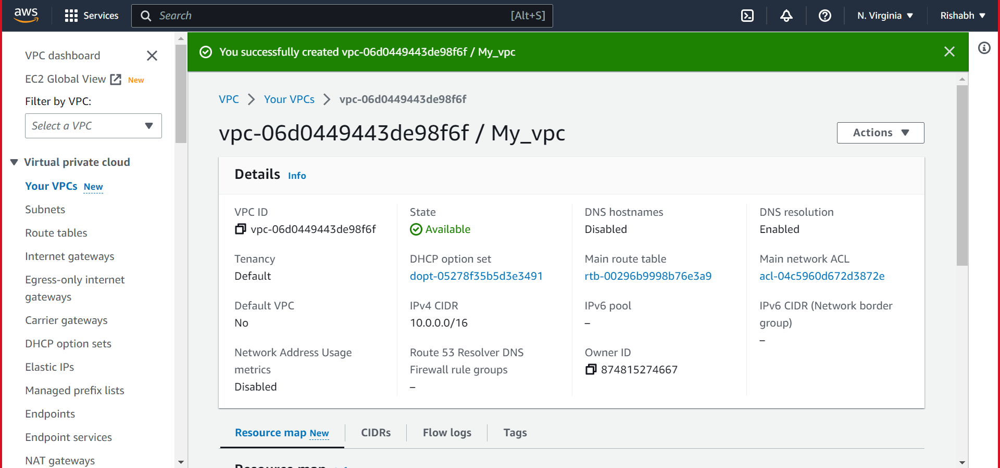 aws
Services
Search
[Alt+S]
N. Virginia
Rishabh
VPC dashboard
EC2 Global View New
Filter by VPC:
Select a VPC
Virtual private cloud
Your VPCs New
Subnets
Route tables
Internet gateways
Egress-only internet
gateways
Carrier gateways
DHCP option sets
Elastic IPs
Managed prefix lists
Endpoints
Endpoint services
NAT gateways
You successfully created vpc-06d0449443de98f6f / My_vpc
VPC Your VPCs vpc-06d0449443de98f6f
vpc-06d0449443de98f6f / My_vpc
Actions
Details Info
VPC ID
vpc-06d0449443de98f6f
State
Available
DNS hostnames
Disabled
DNS resolution
Enabled
Tenancy
Default
DHCP option set
dopt-05278f35b5d3e3491
Main route table
rtb-00296b9998b76e3a9
Main network ACL
acl-04c5960d672d3872e
Default VPC
No
IPv4 CIDR
10.0.0.0/16
IPv6 pool
–
IPv6 CIDR (Network border
group)
–
Network Address Usage
metrics
Disabled
Route 53 Resolver DNS
Firewall rule groups
–
Owner ID
874815274667
Resource map New
CIDRs
Flow logs
Tags
Resource map